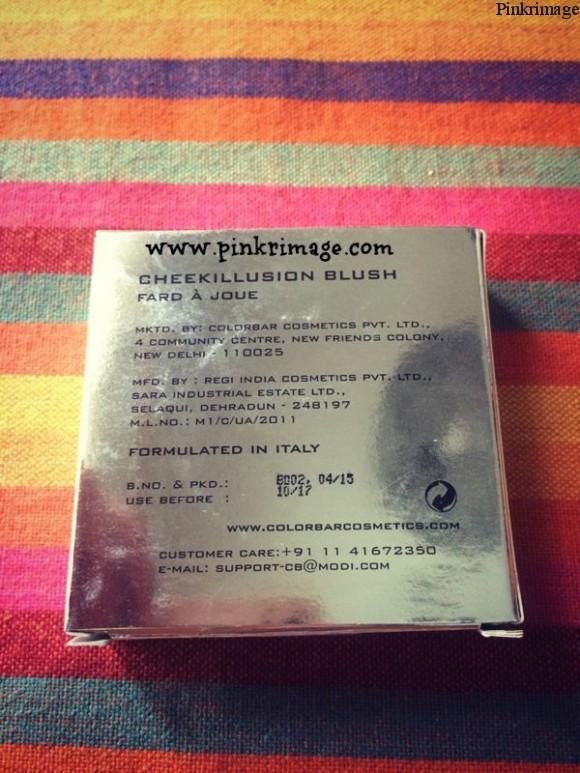 Pinkrimage
www.pinkrimage.com
CHEEKILLUSION BLUSH
FARD À JOUE
MKTD. BY: COLORBAR COSMETICS PVT. LTD.,
4 COMMUNITY CENTRE, NEW FRIENDS COLONY,
NEW DELHI - 110025
MFD. BY : REGI INDIA COSMETICS PVT. LTD.,
SARA INDUSTRIAL ESTATE LTD.,
SELAQUI, DEHRADUN - 248197
M.L.NO.: M1/C/UA/2011
FORMULATED IN ITALY
B.NO. & PKD.: B002, 04/15
USE BEFORE : 10/17
WWW.COLORBARCOSMETICS.COM
CUSTOMER CARE:+91 11 41672350
E-MAIL: SUPPORT-CB@MODI.COM